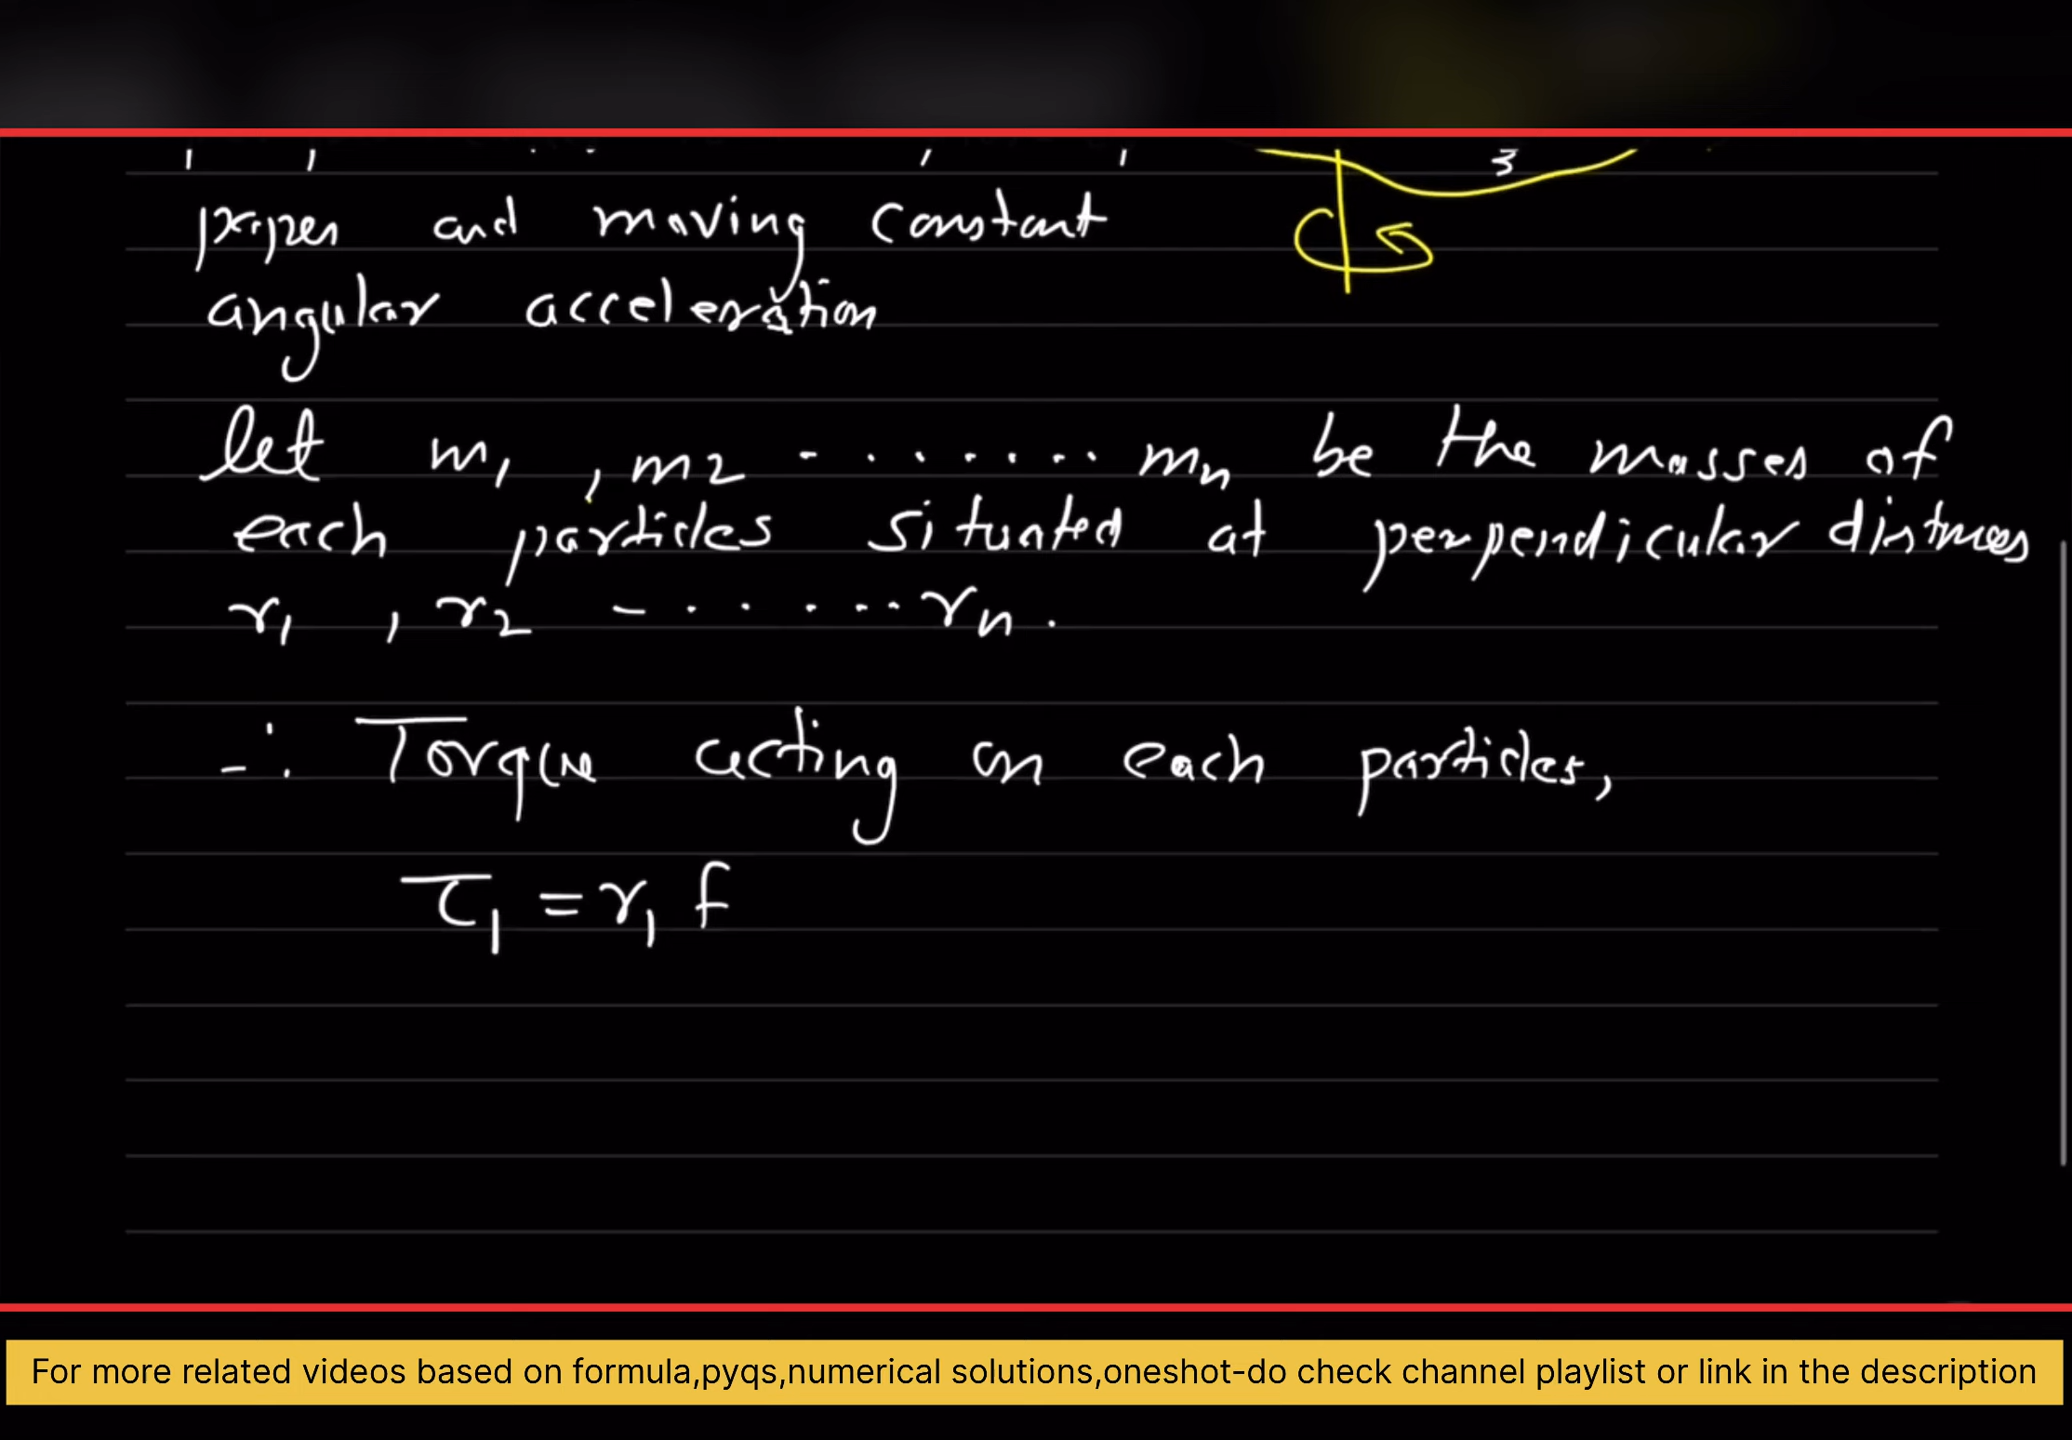 3
paper and moving constant
angular acceleration
let m1 , m2 - . . . . . . mn be the masses of
each particles situated at perpendicular distances
r1 , r2 - . . . . . . rn .
∴ Torque acting on each particles,
τ1 = r1 f
For more related videos based on formula,pyqs,numerical solutions,oneshot-do check channel playlist or link in the description